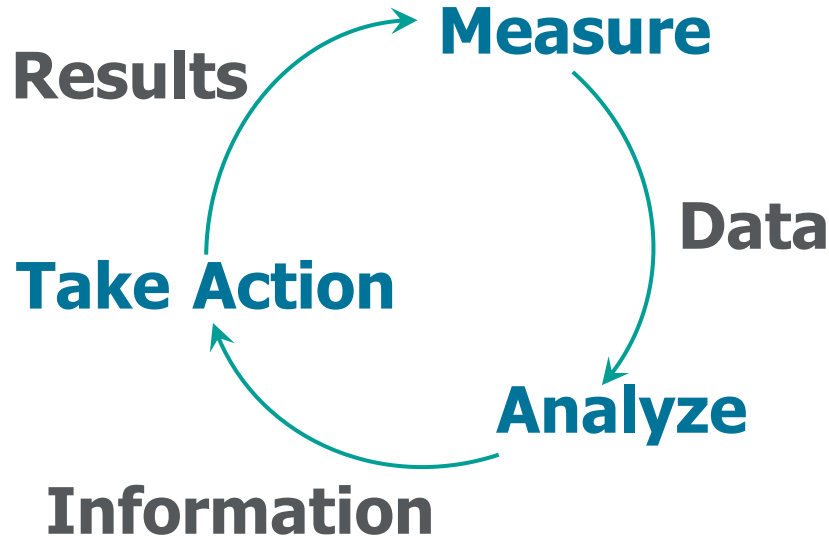 Measure
Results
Data
Take Action
Analyze
Information